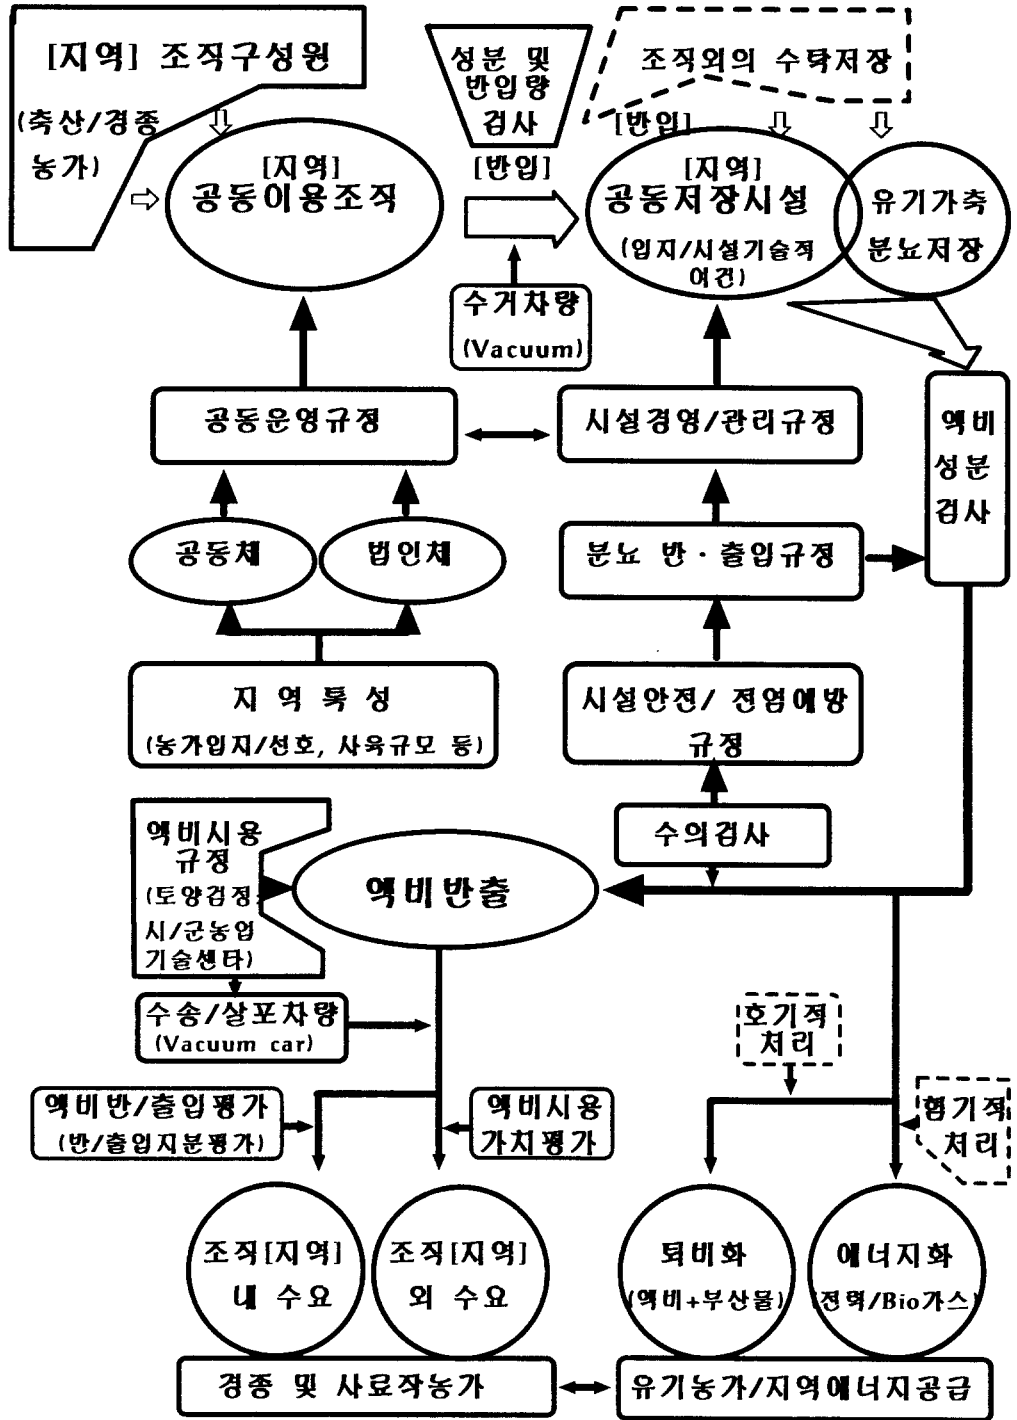 [지역] 조직구성원
(축산/경종
농가)
성분 및
반입량
검사
[반입]
조직외의 수탁저장
[반입]
[지역]
공동이용조직
[지역]
공동저장시설
(입지/시설기술적
여건)
유기가축
분뇨저장
수거차량
(Vacuum)
공동운영규정
시설경영/관리규정
액비
성분
검사
공동체
법인체
분뇨 반·출입규정
지 역 특 성
(농가입지/선호, 사육규모 등)
시설안전/ 전염예방
규정
수의검사
액비시용
규정
(토양검정,
시/군농업
기술센타)
액비반출
수송/살포차량
(Vacuum car)
호기적
처리
혐기적
처리
액비반/출입평가
(반/출입지분평가)
액비시용
가치평가
조직[지역]
내 수요
조직[지역]
외 수요
퇴비화
(액비+부산물)
에너지화
(전력/Bio가스)
경종 및 사료작농가
유기농가/지역에너지공급